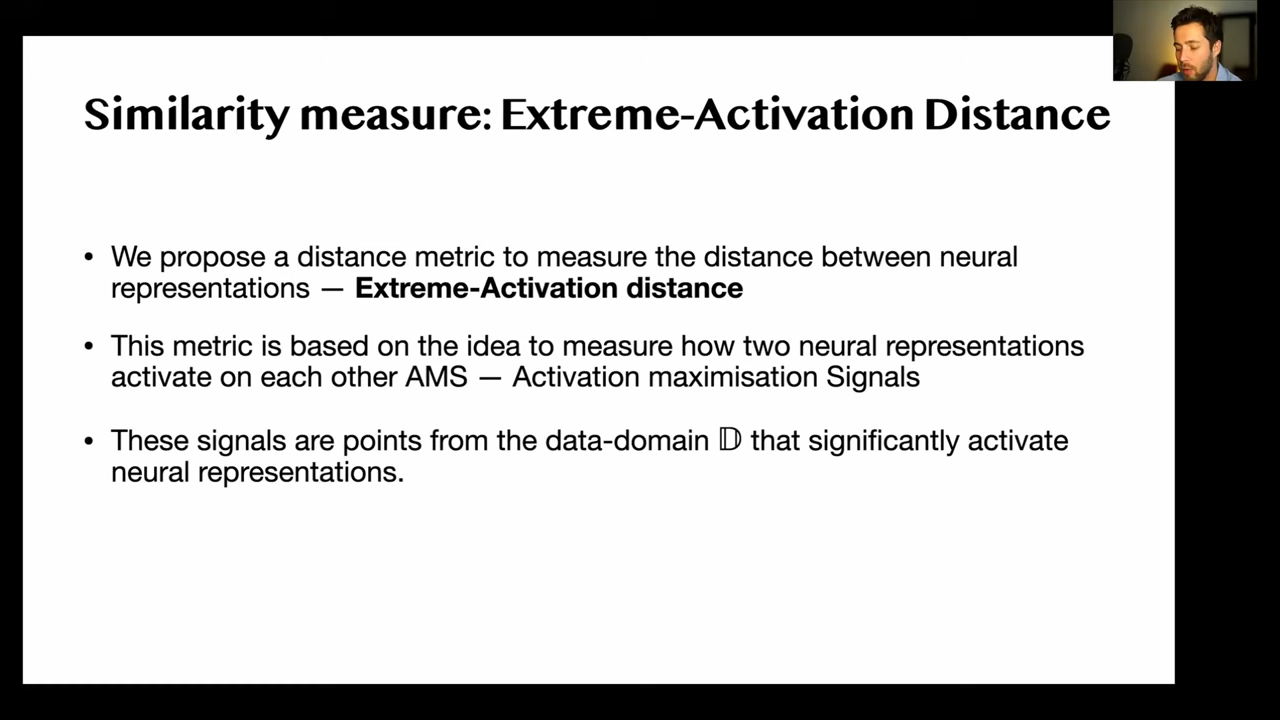 Similarity measure: Extreme-Activation Distance
• We propose a distance metric to measure the distance between neural
representations — Extreme-Activation distance
• This metric is based on the idea to measure how two neural representations
activate on each other AMS — Activation maximisation Signals
• These signals are points from the data-domain 𝔻 that significantly activate
neural representations.